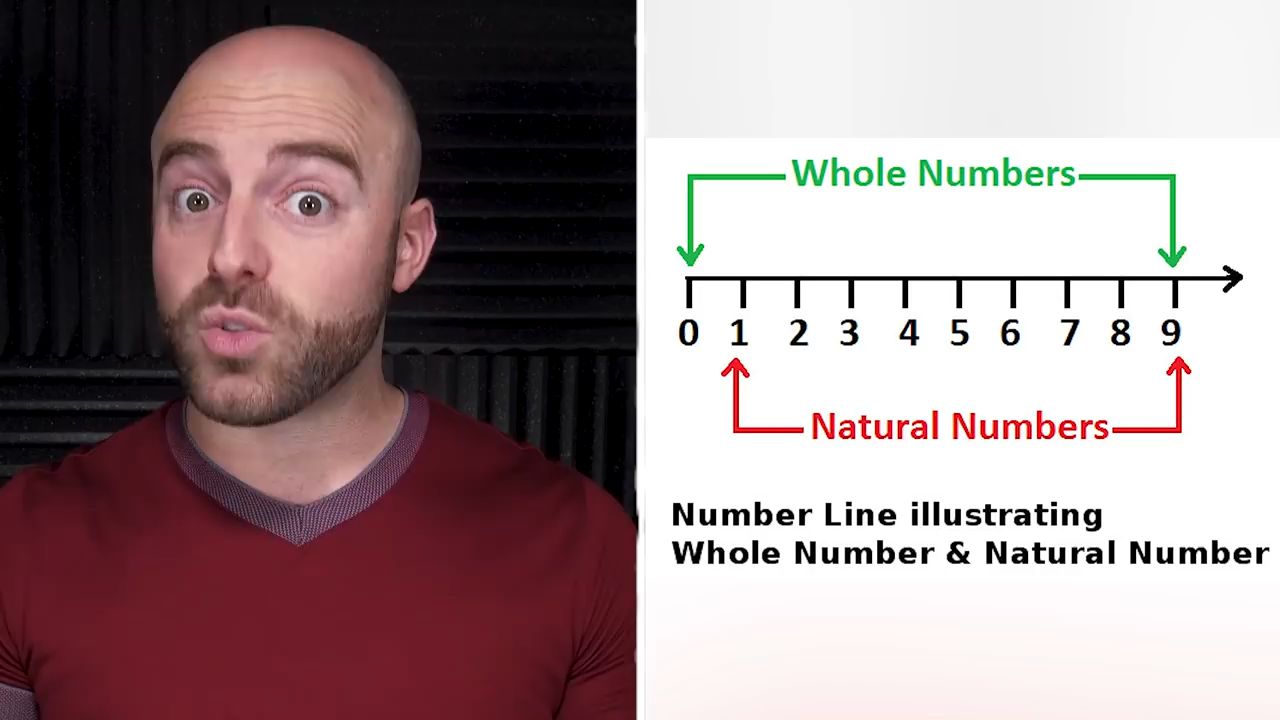 Whole Numbers
0 1 2 3 4 5 6 7 8 9
Natural Numbers
Number Line illustrating
Whole Number & Natural Number